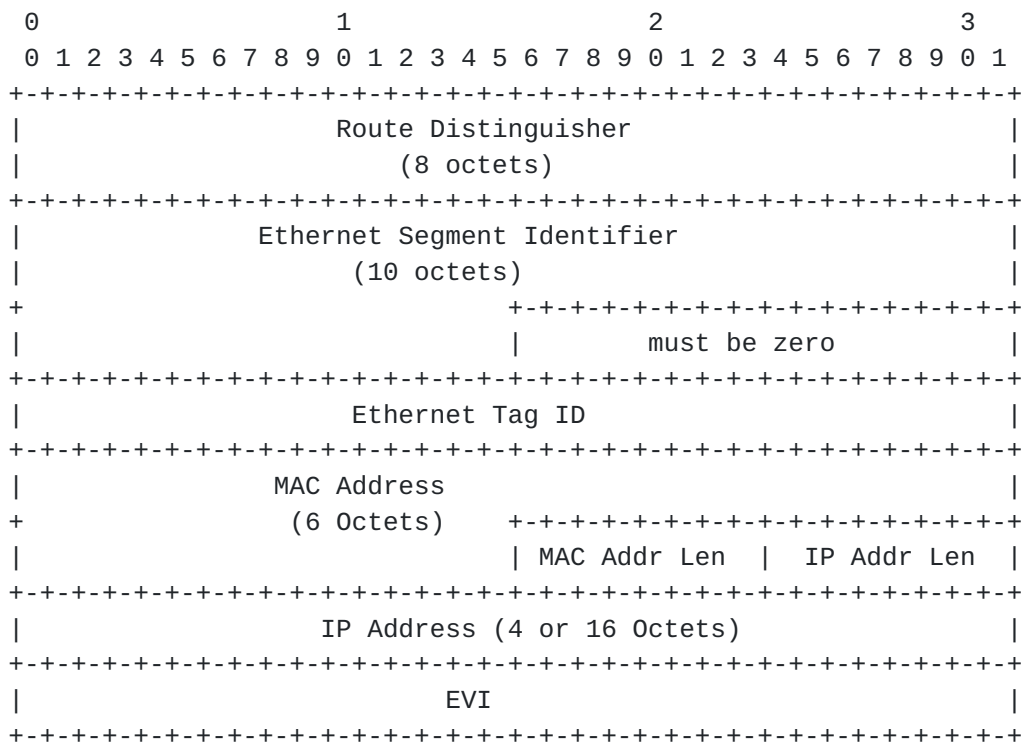 0                   1                   2                   3
 0 1 2 3 4 5 6 7 8 9 0 1 2 3 4 5 6 7 8 9 0 1 2 3 4 5 6 7 8 9 0 1
+-+-+-+-+-+-+-+-+-+-+-+-+-+-+-+-+-+-+-+-+-+-+-+-+-+-+-+-+-+-+-+-+
|                    Route Distinguisher                        |
|                        (8 octets)                             |
+-+-+-+-+-+-+-+-+-+-+-+-+-+-+-+-+-+-+-+-+-+-+-+-+-+-+-+-+-+-+-+-+
|               Ethernet Segment Identifier                     |
|                     (10 octets)                               |
+                               +-+-+-+-+-+-+-+-+-+-+-+-+-+-+-+-+
|                               |        must be zero           |
+-+-+-+-+-+-+-+-+-+-+-+-+-+-+-+-+-+-+-+-+-+-+-+-+-+-+-+-+-+-+-+-+
|                     Ethernet Tag ID                           |
+-+-+-+-+-+-+-+-+-+-+-+-+-+-+-+-+-+-+-+-+-+-+-+-+-+-+-+-+-+-+-+-+
|                MAC Address                                    |
+                 (6 Octets)    +-+-+-+-+-+-+-+-+-+-+-+-+-+-+-+-+
|                               | MAC Addr Len  |  IP Addr Len  |
+-+-+-+-+-+-+-+-+-+-+-+-+-+-+-+-+-+-+-+-+-+-+-+-+-+-+-+-+-+-+-+-+
|                   IP Address (4 or 16 Octets)                 |
+-+-+-+-+-+-+-+-+-+-+-+-+-+-+-+-+-+-+-+-+-+-+-+-+-+-+-+-+-+-+-+-+
|                           EVI                                 |
+-+-+-+-+-+-+-+-+-+-+-+-+-+-+-+-+-+-+-+-+-+-+-+-+-+-+-+-+-+-+-+-+